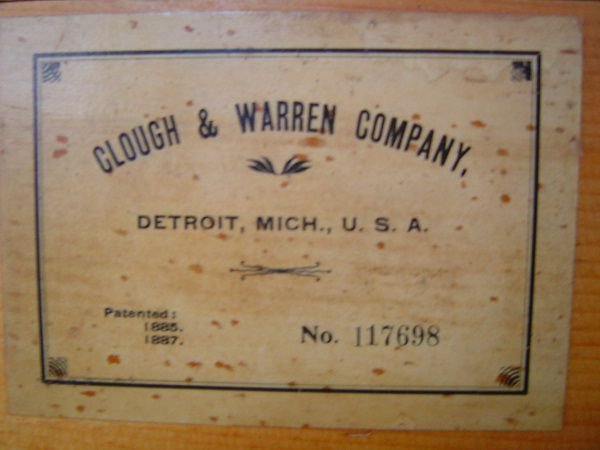 CLOUGH & WARREN COMPANY,
DETROIT, MICH., U. S. A.
Patented:
1885.
1887.
No. 117698